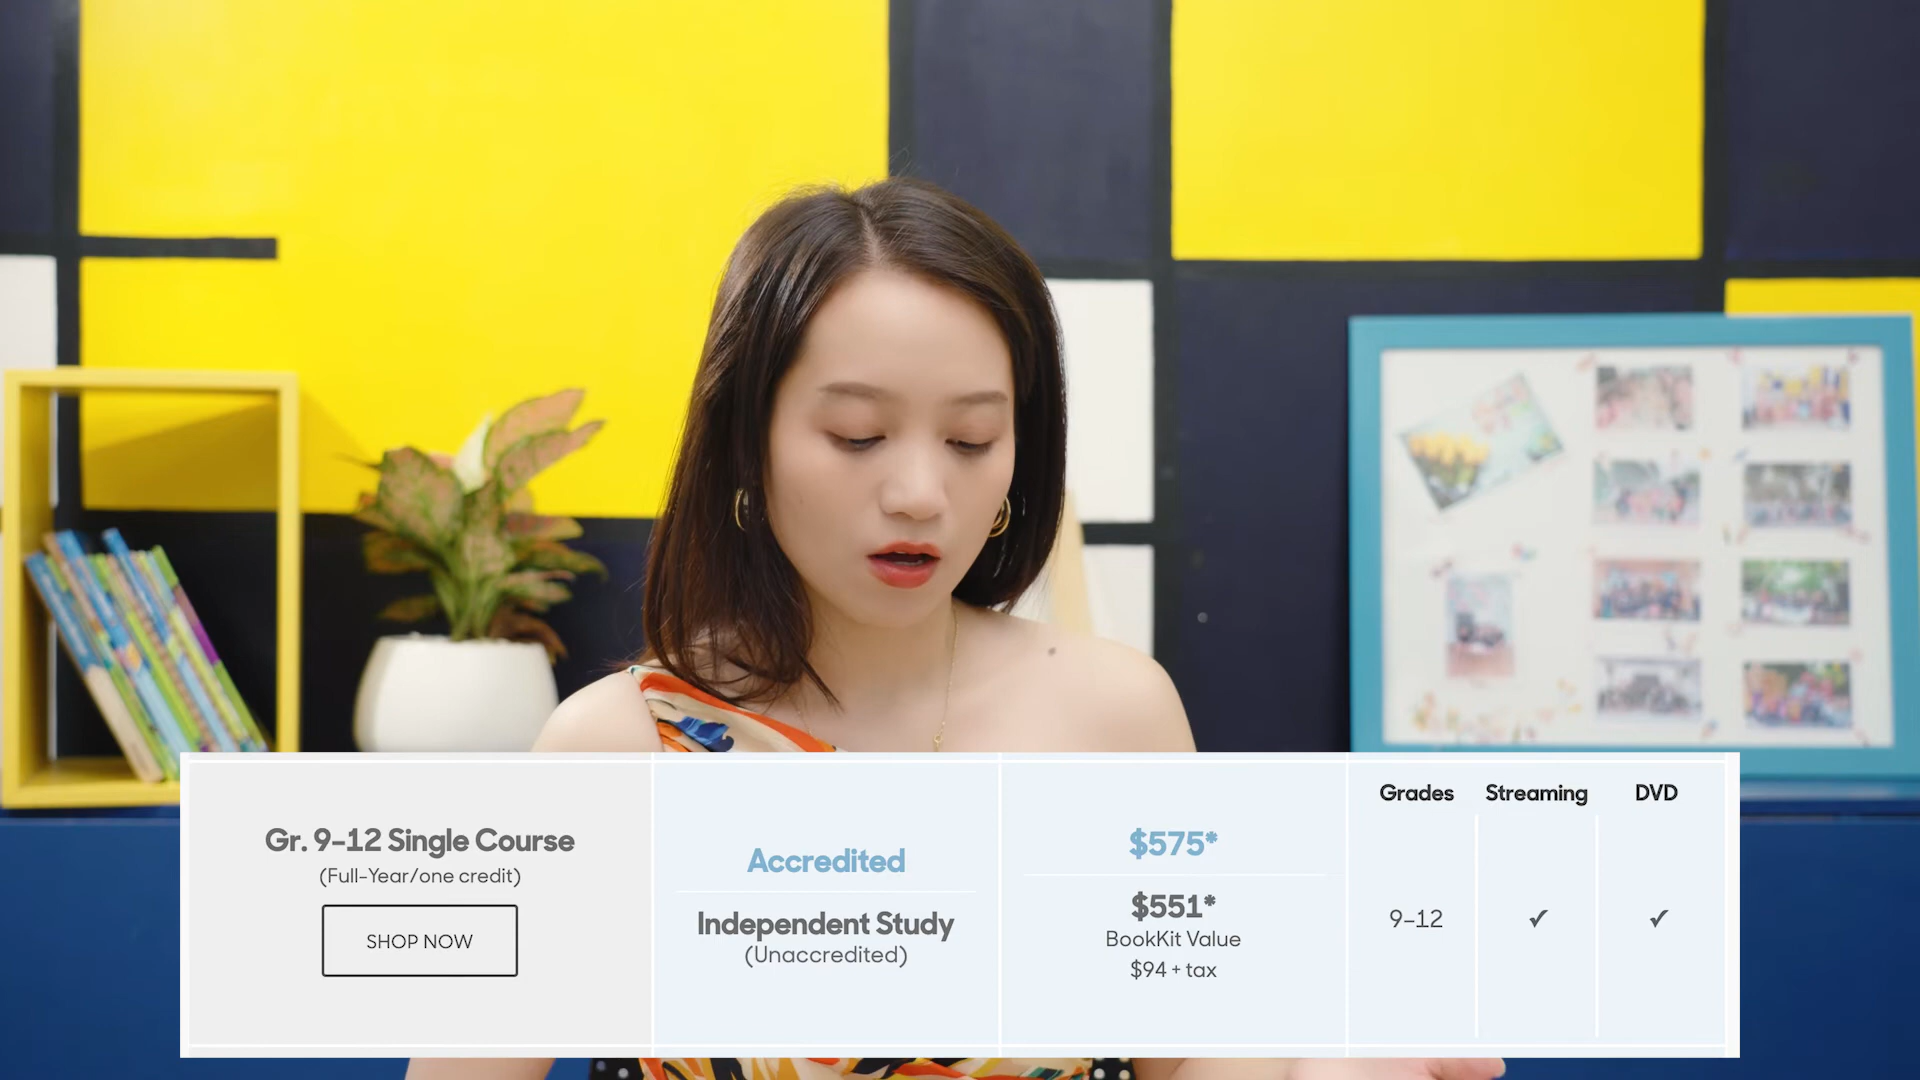 Gr. 9–12 Single Course
(Full-Year/one credit)
SHOP NOW
Accredited
Independent Study
(Unaccredited)
$575*
$551*
BookKit Value
$94 + tax
Grades Streaming DVD
9–12 ✓ ✓